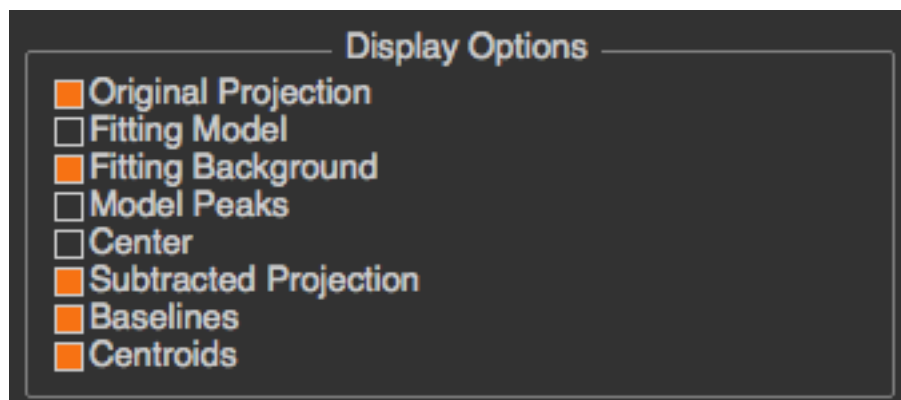 Display Options
Original Projection
Fitting Model
Fitting Background
Model Peaks
Center
Subtracted Projection
Baselines
Centroids